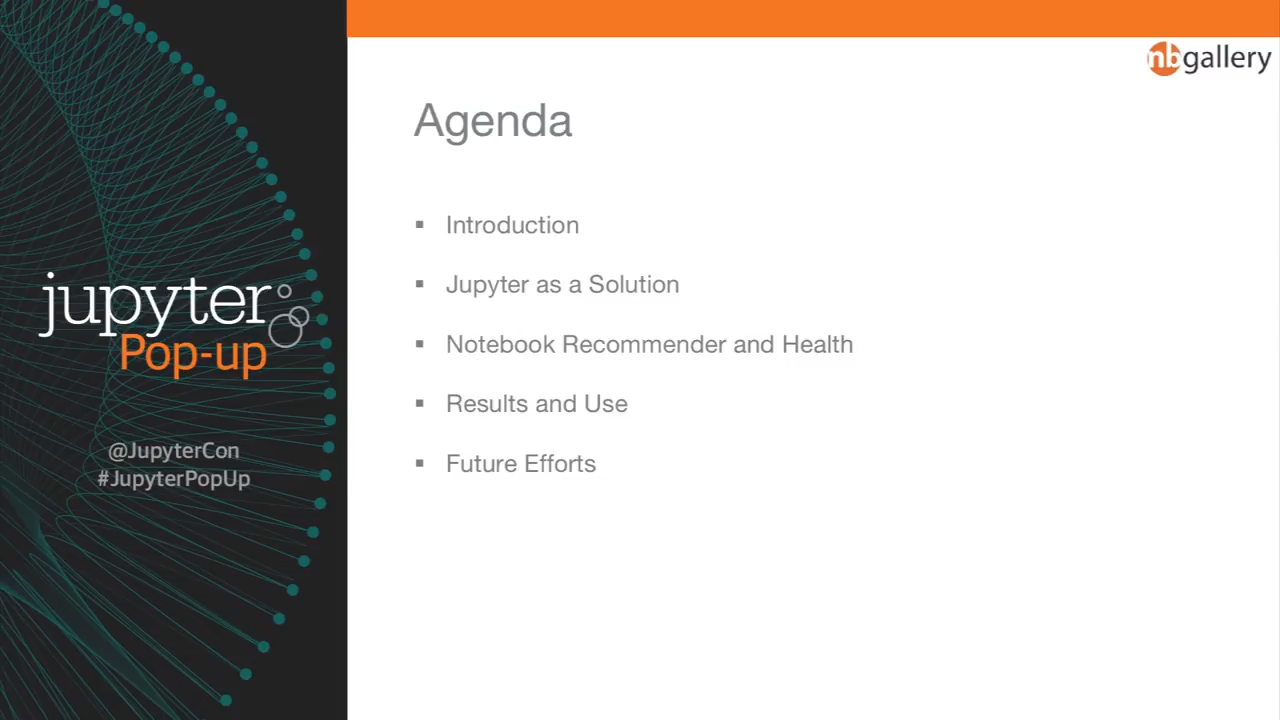 jupyter
Pop-up
@JupyterCon
#JupyterPopUp
nbgallery
Agenda
▪ Introduction
▪ Jupyter as a Solution
▪ Notebook Recommender and Health
▪ Results and Use
▪ Future Efforts